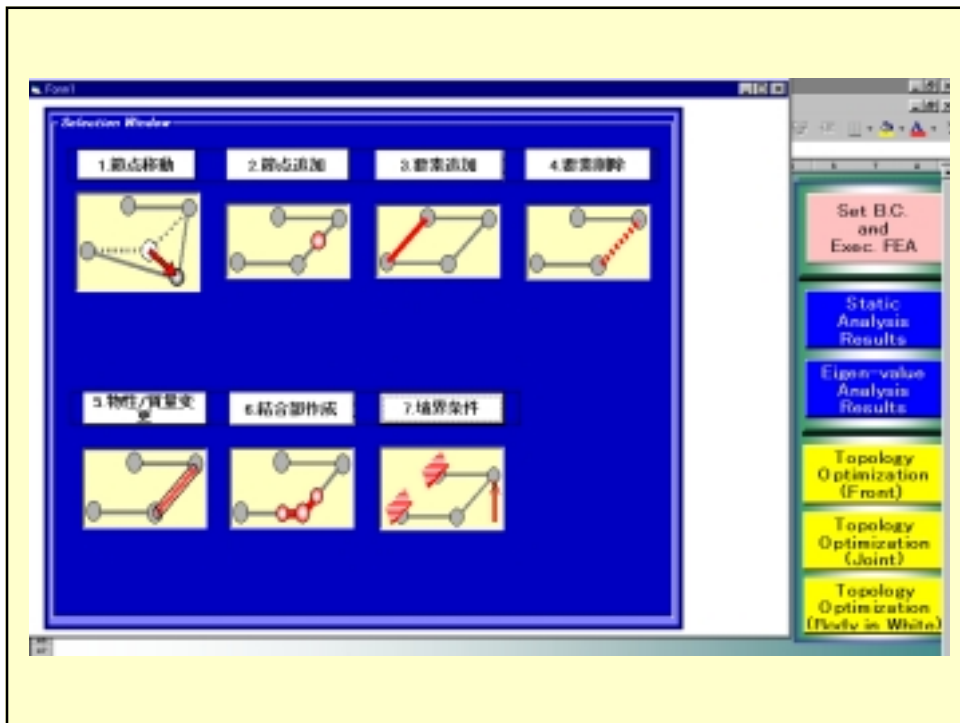 Form1
Selection Window
1.節点移動
2.節点追加
3.要素追加
4.要素削除
5.物性/質量変
更
6.結合部作成
7.境界条件
Set B.C.
and
Exec. FEA
Static
Analysis
Results
Eigen-value
Analysis
Results
Topology
Optimization
(Front)
Topology
Optimization
(Joint)
Topology
Optimization
(Body in White)